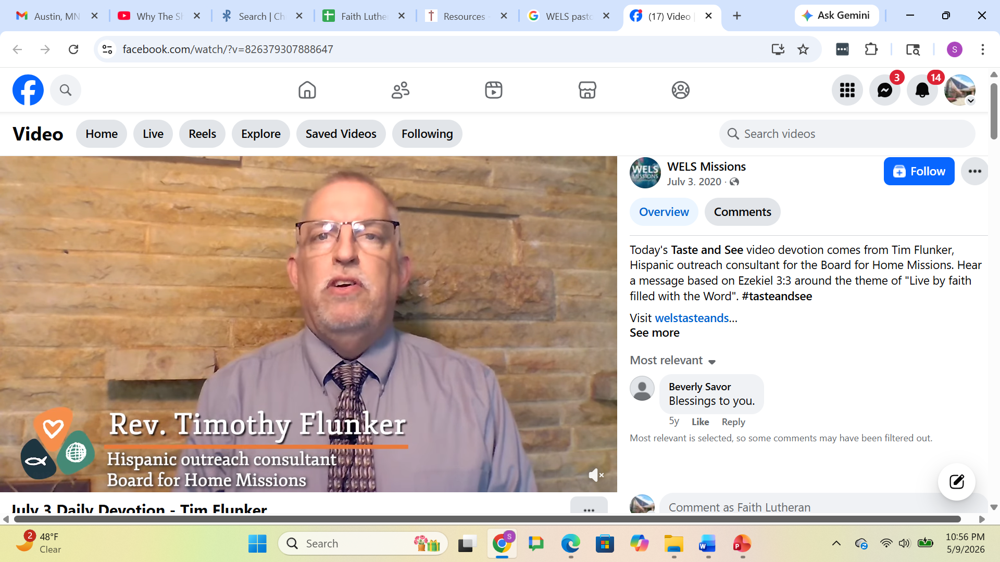 Austin, MN
Why The S
Search | Ch
Faith Luthe
Resources -
WELS pasto
(17) Video |
Ask Gemini
facebook.com/watch/?v=826379307888647
S
3
14
Video
Home
Live
Reels
Explore
Saved Videos
Following
Search videos
WELS MISSIONS
WELS Missions
July 3, 2020 ·
Follow
Overview
Comments
Today's Taste and See video devotion comes from Tim Flunker,
Hispanic outreach consultant for the Board for Home Missions. Hear
a message based on Ezekiel 3:3 around the theme of "Live by faith
filled with the Word". #tasteandsee
Visit welstasteands...
See more
Most relevant
Beverly Savor
Blessings to you.
5y Like Reply
Most relevant is selected, so some comments may have been filtered out.
Rev. Timothy Flunker
Hispanic outreach consultant
Board for Home Missions
July 3 Daily Devotion - Tim Flunker
Comment as Faith Lutheran
2
48°F
Clear
Search
S
W
P
10:56 PM
5/9/2026